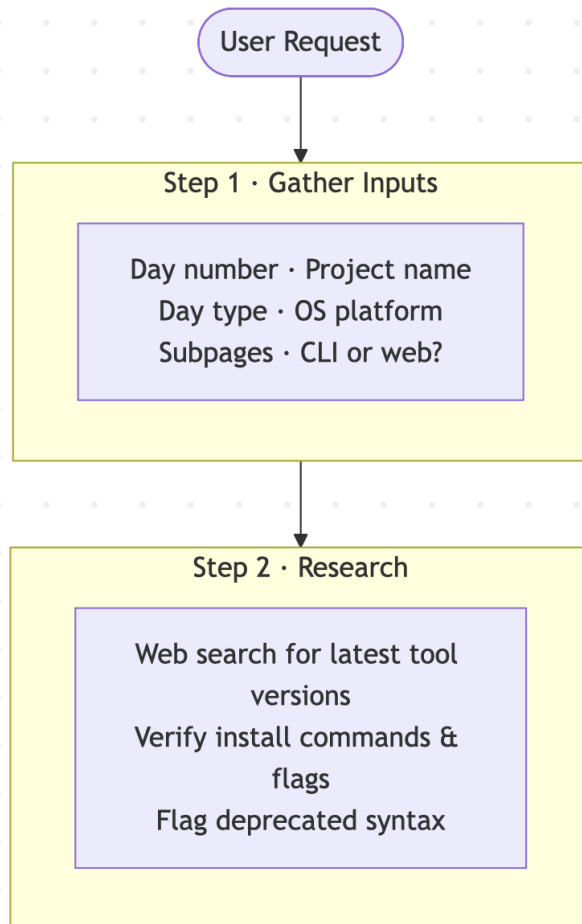 User Request
Step 1 · Gather Inputs
Day number · Project name
Day type · OS platform
Subpages · CLI or web?
Step 2 · Research
Web search for latest tool
versions
Verify install commands &
flags
Flag deprecated syntax